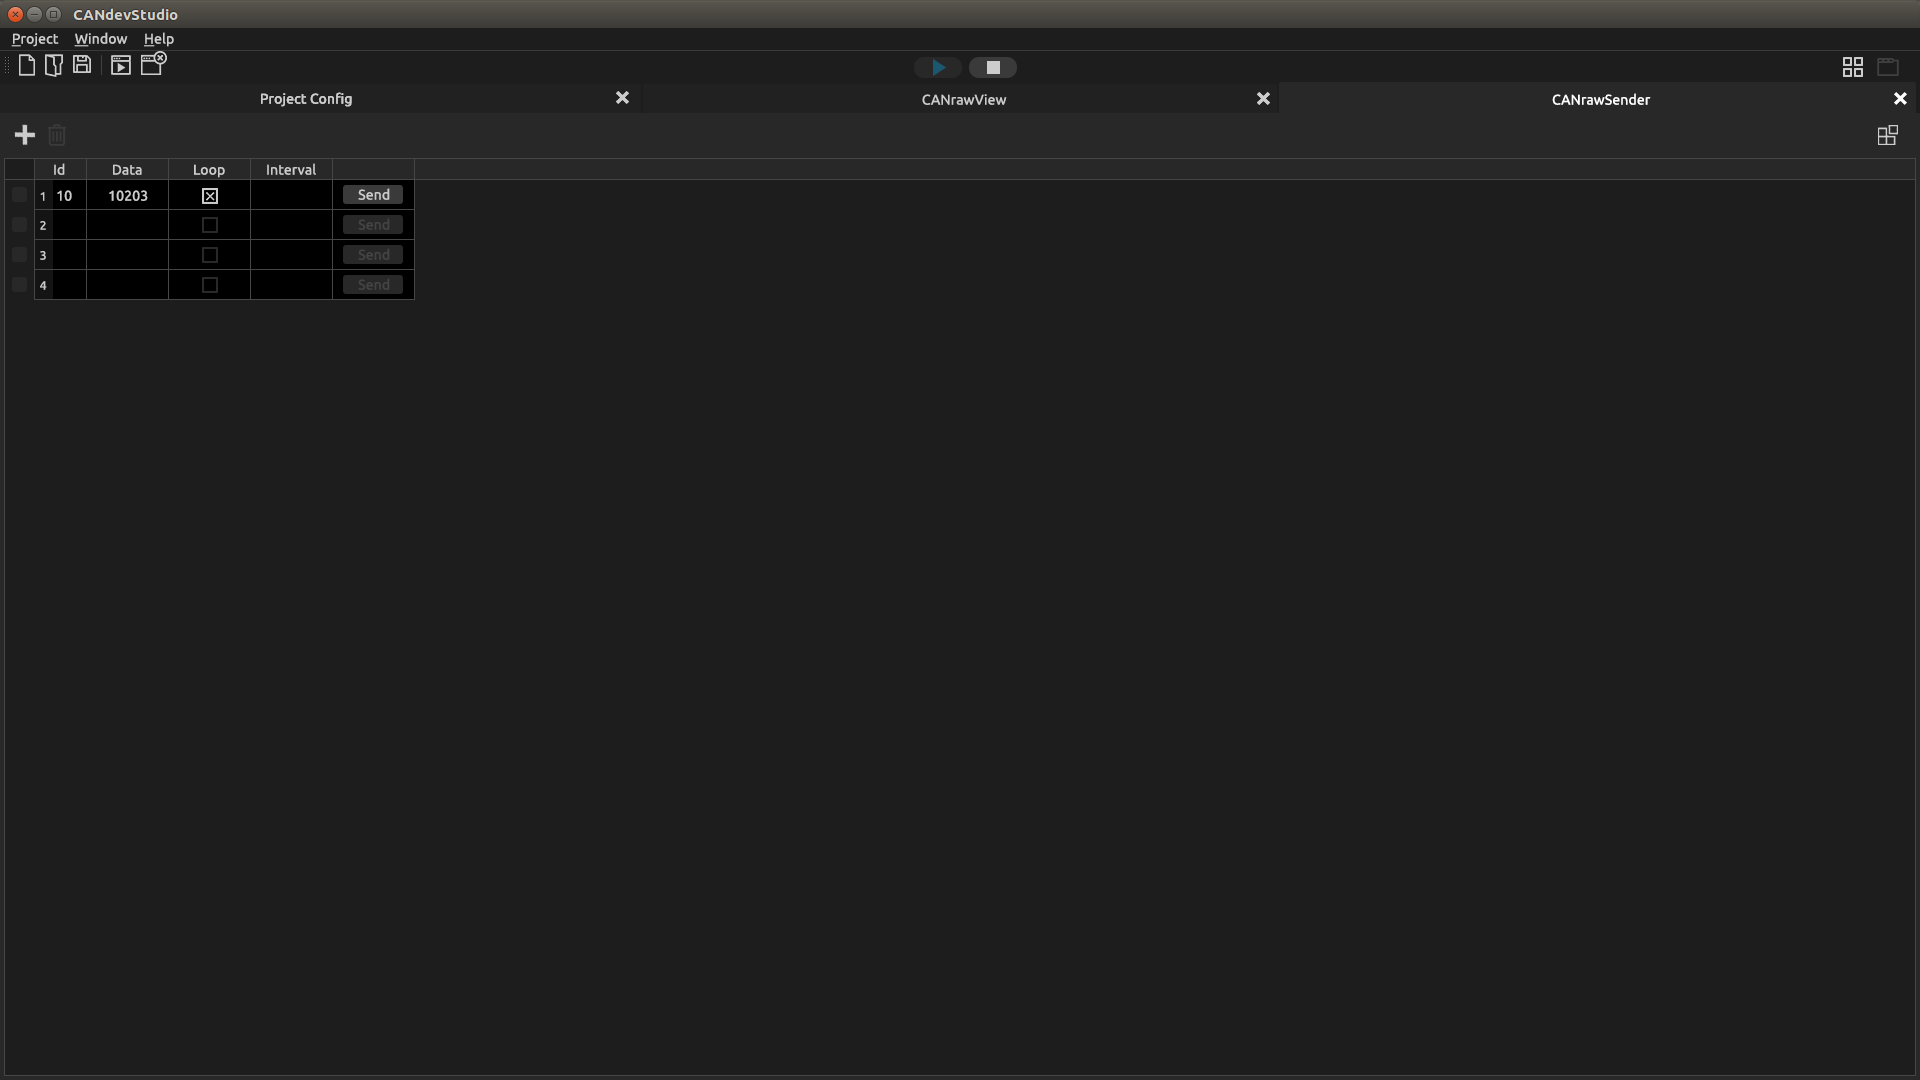 CANdevStudio
Project Window Help
Project Config CANrawView CANrawSender
Id Data Loop Interval
1 10 10203 Send
2 Send
3 Send
4 Send